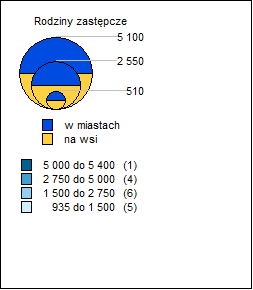 Rodziny zastępcze
5 100
2 550
510
w miastach
na wsi
5 000 do 5 400 (1)
2 750 do 5 000 (4)
1 500 do 2 750 (6)
935 do 1 500 (5)